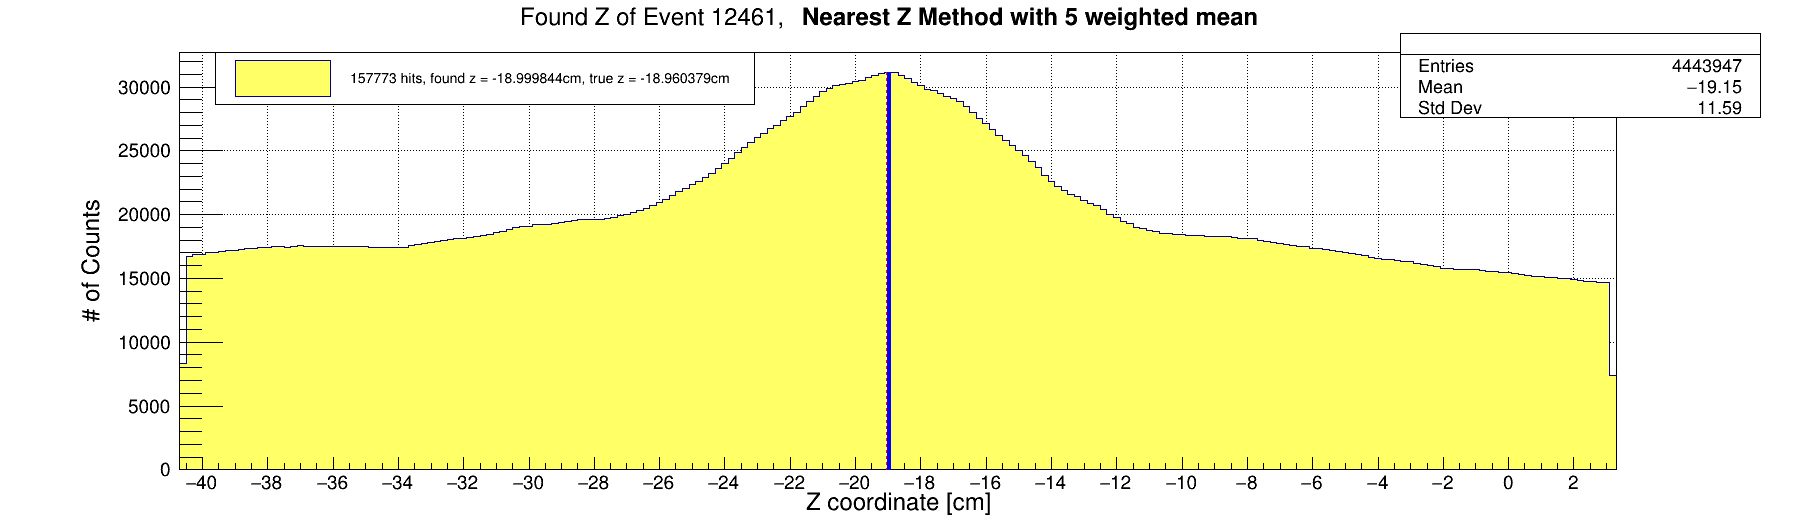 Found Z of Event 12461, Nearest Z Method with 5 weighted mean
157773 hits, found z = -18.999844cm, true z = -18.960379cm
Entries 4443947
Mean −19.15
Std Dev 11.59
# of Counts
30000
25000
20000
15000
10000
5000
0
−40 −38 −36 −34 −32 −30 −28 −26 −24 −22 −20 −18 −16 −14 −12 −10 −8 −6 −4 −2 0 2
Z coordinate [cm]